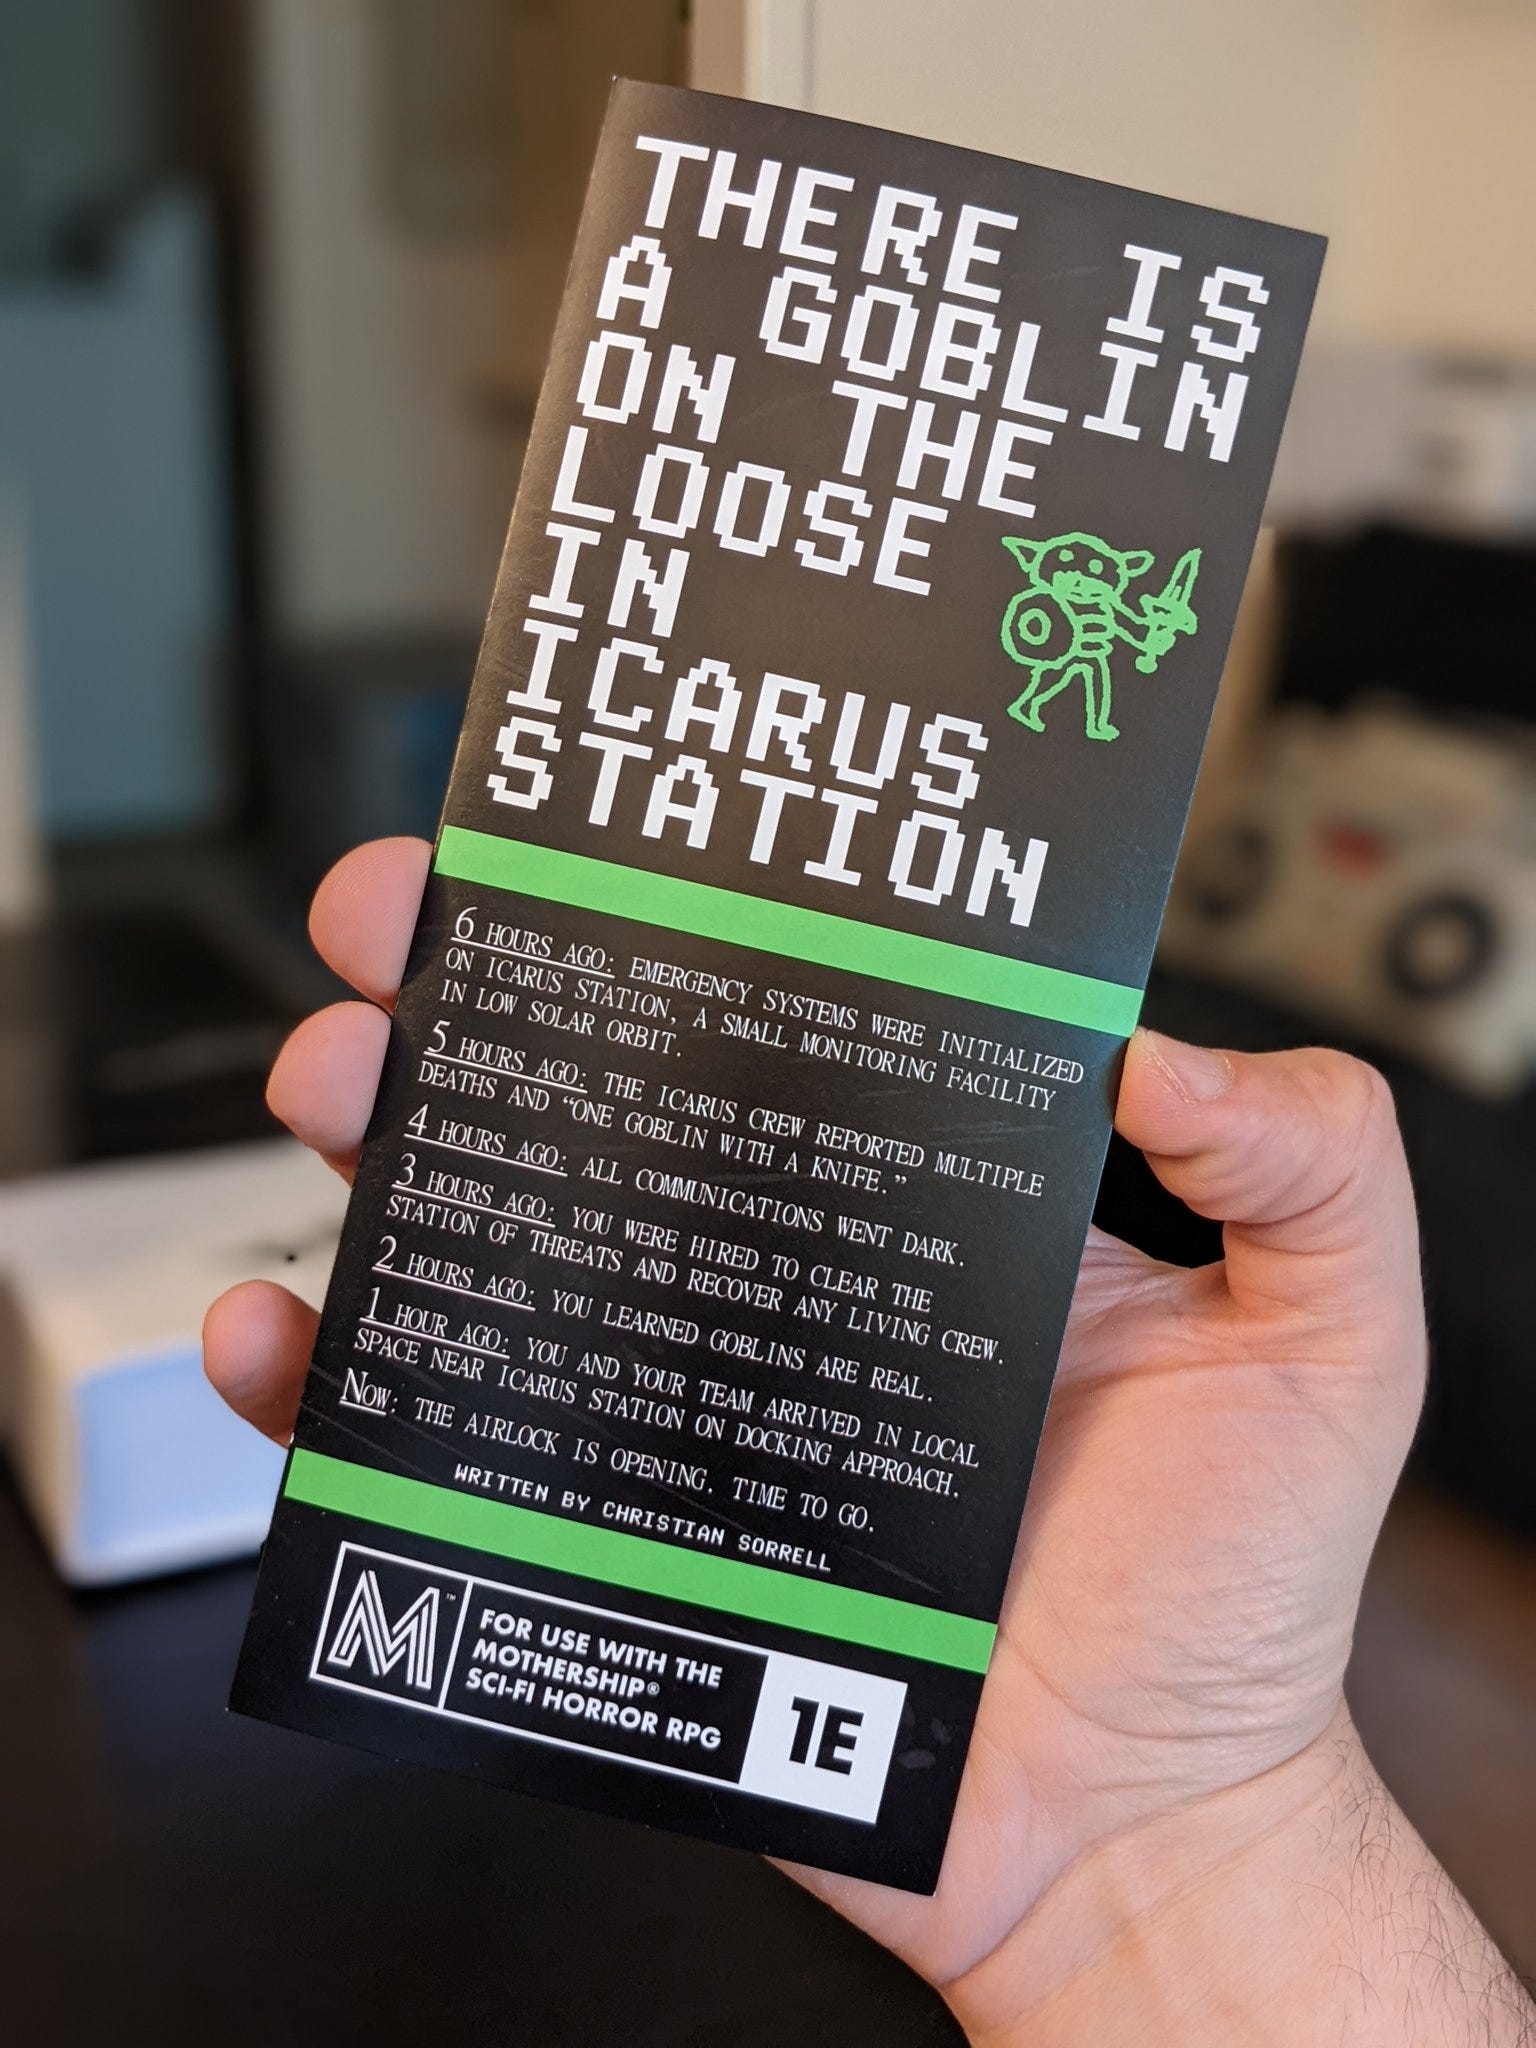 THERE IS
A GOBLIN
ON THE
LOOSE
IN
ICARUS
STATION
6 HOURS AGO: EMERGENCY SYSTEMS WERE INITIALIZED
ON ICARUS STATION, A SMALL MONITORING FACILITY
IN LOW SOLAR ORBIT.
5 HOURS AGO: THE ICARUS CREW REPORTED MULTIPLE
DEATHS AND “ONE GOBLIN WITH A KNIFE.”
4 HOURS AGO: ALL COMMUNICATIONS WENT DARK.
3 HOURS AGO: YOU WERE HIRED TO CLEAR THE
STATION OF THREATS AND RECOVER ANY LIVING CREW.
2 HOURS AGO: YOU LEARNED GOBLINS ARE REAL.
1 HOUR AGO: YOU AND YOUR TEAM ARRIVED IN LOCAL
SPACE NEAR ICARUS STATION ON DOCKING APPROACH.
NOW: THE AIRLOCK IS OPENING. TIME TO GO.
WRITTEN BY CHRISTIAN SORRELL
M™
FOR USE WITH THE
MOTHERSHIP®
SCI-FI HORROR RPG
1E